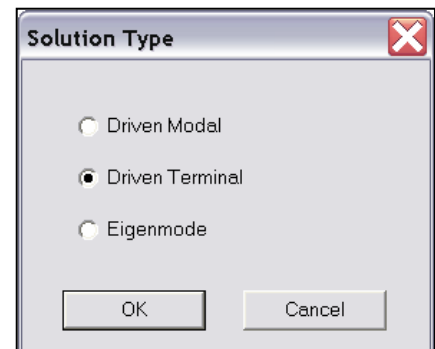 Solution Type
Driven Modal
Driven Terminal
Eigenmode
OK Cancel